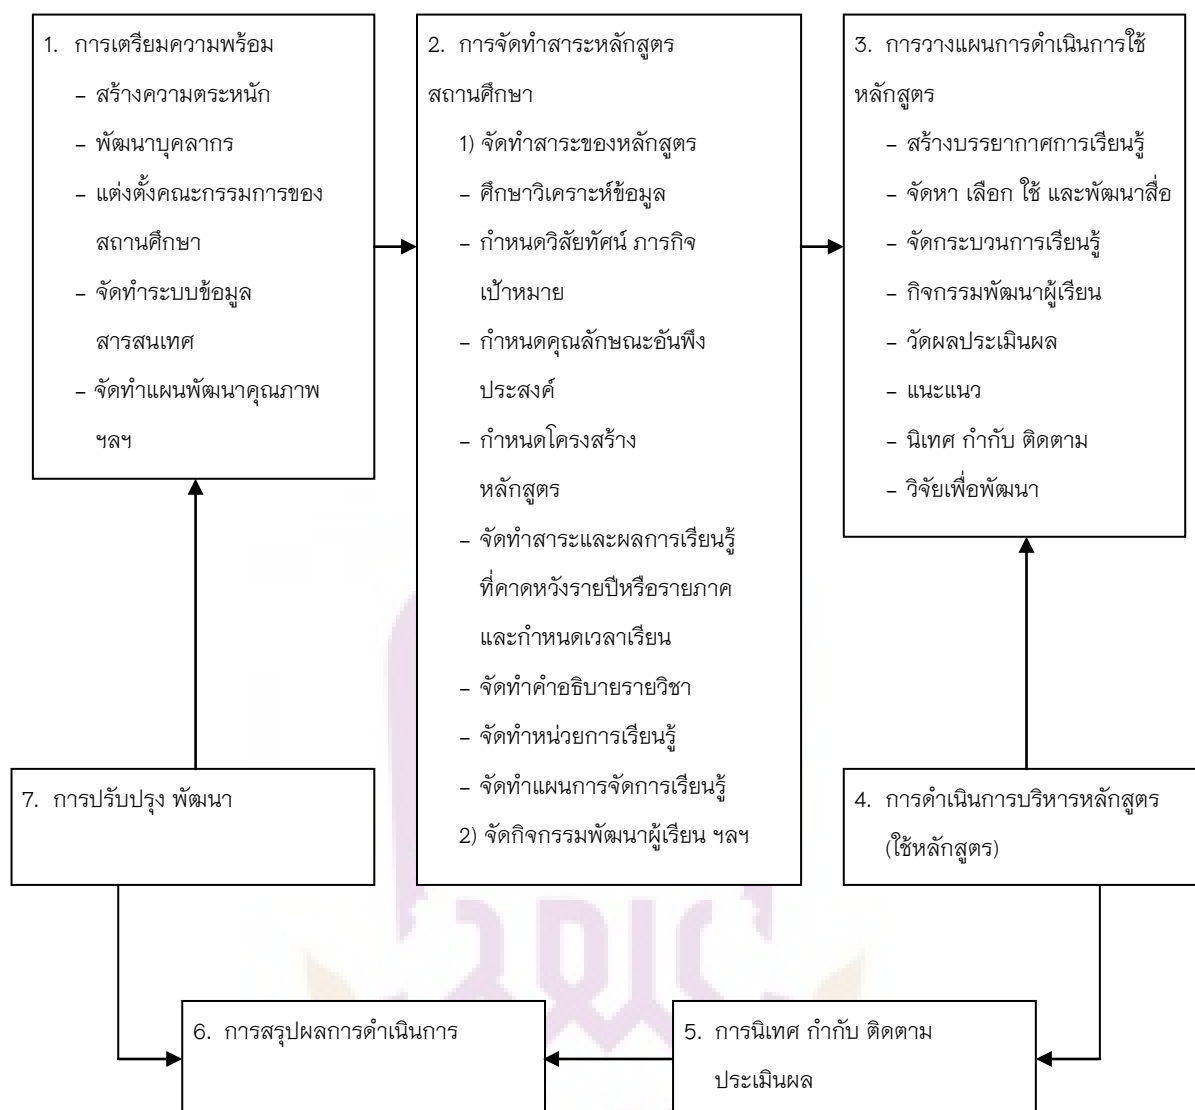 1. การเตรียมความพร้อม
– สร้างความตระหนัก
– พัฒนาบุคลากร
– แต่งตั้งคณะกรรมการของ
สถานศึกษา
– จัดทำระบบข้อมูล
สารสนเทศ
– จัดทำแผนพัฒนาคุณภาพ
ฯลฯ
2. การจัดทำสาระหลักสูตร
สถานศึกษา
1) จัดทำสาระของหลักสูตร
– ศึกษาวิเคราะห์ข้อมูล
– กำหนดวิสัยทัศน์ ภารกิจ
เป้าหมาย
– กำหนดคุณลักษณะอันพึง
ประสงค์
– กำหนดโครงสร้าง
หลักสูตร
– จัดทำสาระและผลการเรียนรู้
ที่คาดหวังรายปีหรือรายภาค
และกำหนดเวลาเรียน
– จัดทำคำอธิบายรายวิชา
– จัดทำหน่วยการเรียนรู้
– จัดทำแผนการจัดการเรียนรู้
2) จัดกิจกรรมพัฒนาผู้เรียน ฯลฯ
3. การวางแผนการดำเนินการใช้
หลักสูตร
– สร้างบรรยากาศการเรียนรู้
– จัดหา เลือก ใช้ และพัฒนาสื่อ
– จัดกระบวนการเรียนรู้
– กิจกรรมพัฒนาผู้เรียน
– วัดผลประเมินผล
– แนะแนว
– นิเทศ กำกับ ติดตาม
– วิจัยเพื่อพัฒนา
4. การดำเนินการบริหารหลักสูตร
(ใช้หลักสูตร)
5. การนิเทศ กำกับ ติดตาม
ประเมินผล
6. การสรุปผลการดำเนินการ
7. การปรับปรุง พัฒนา